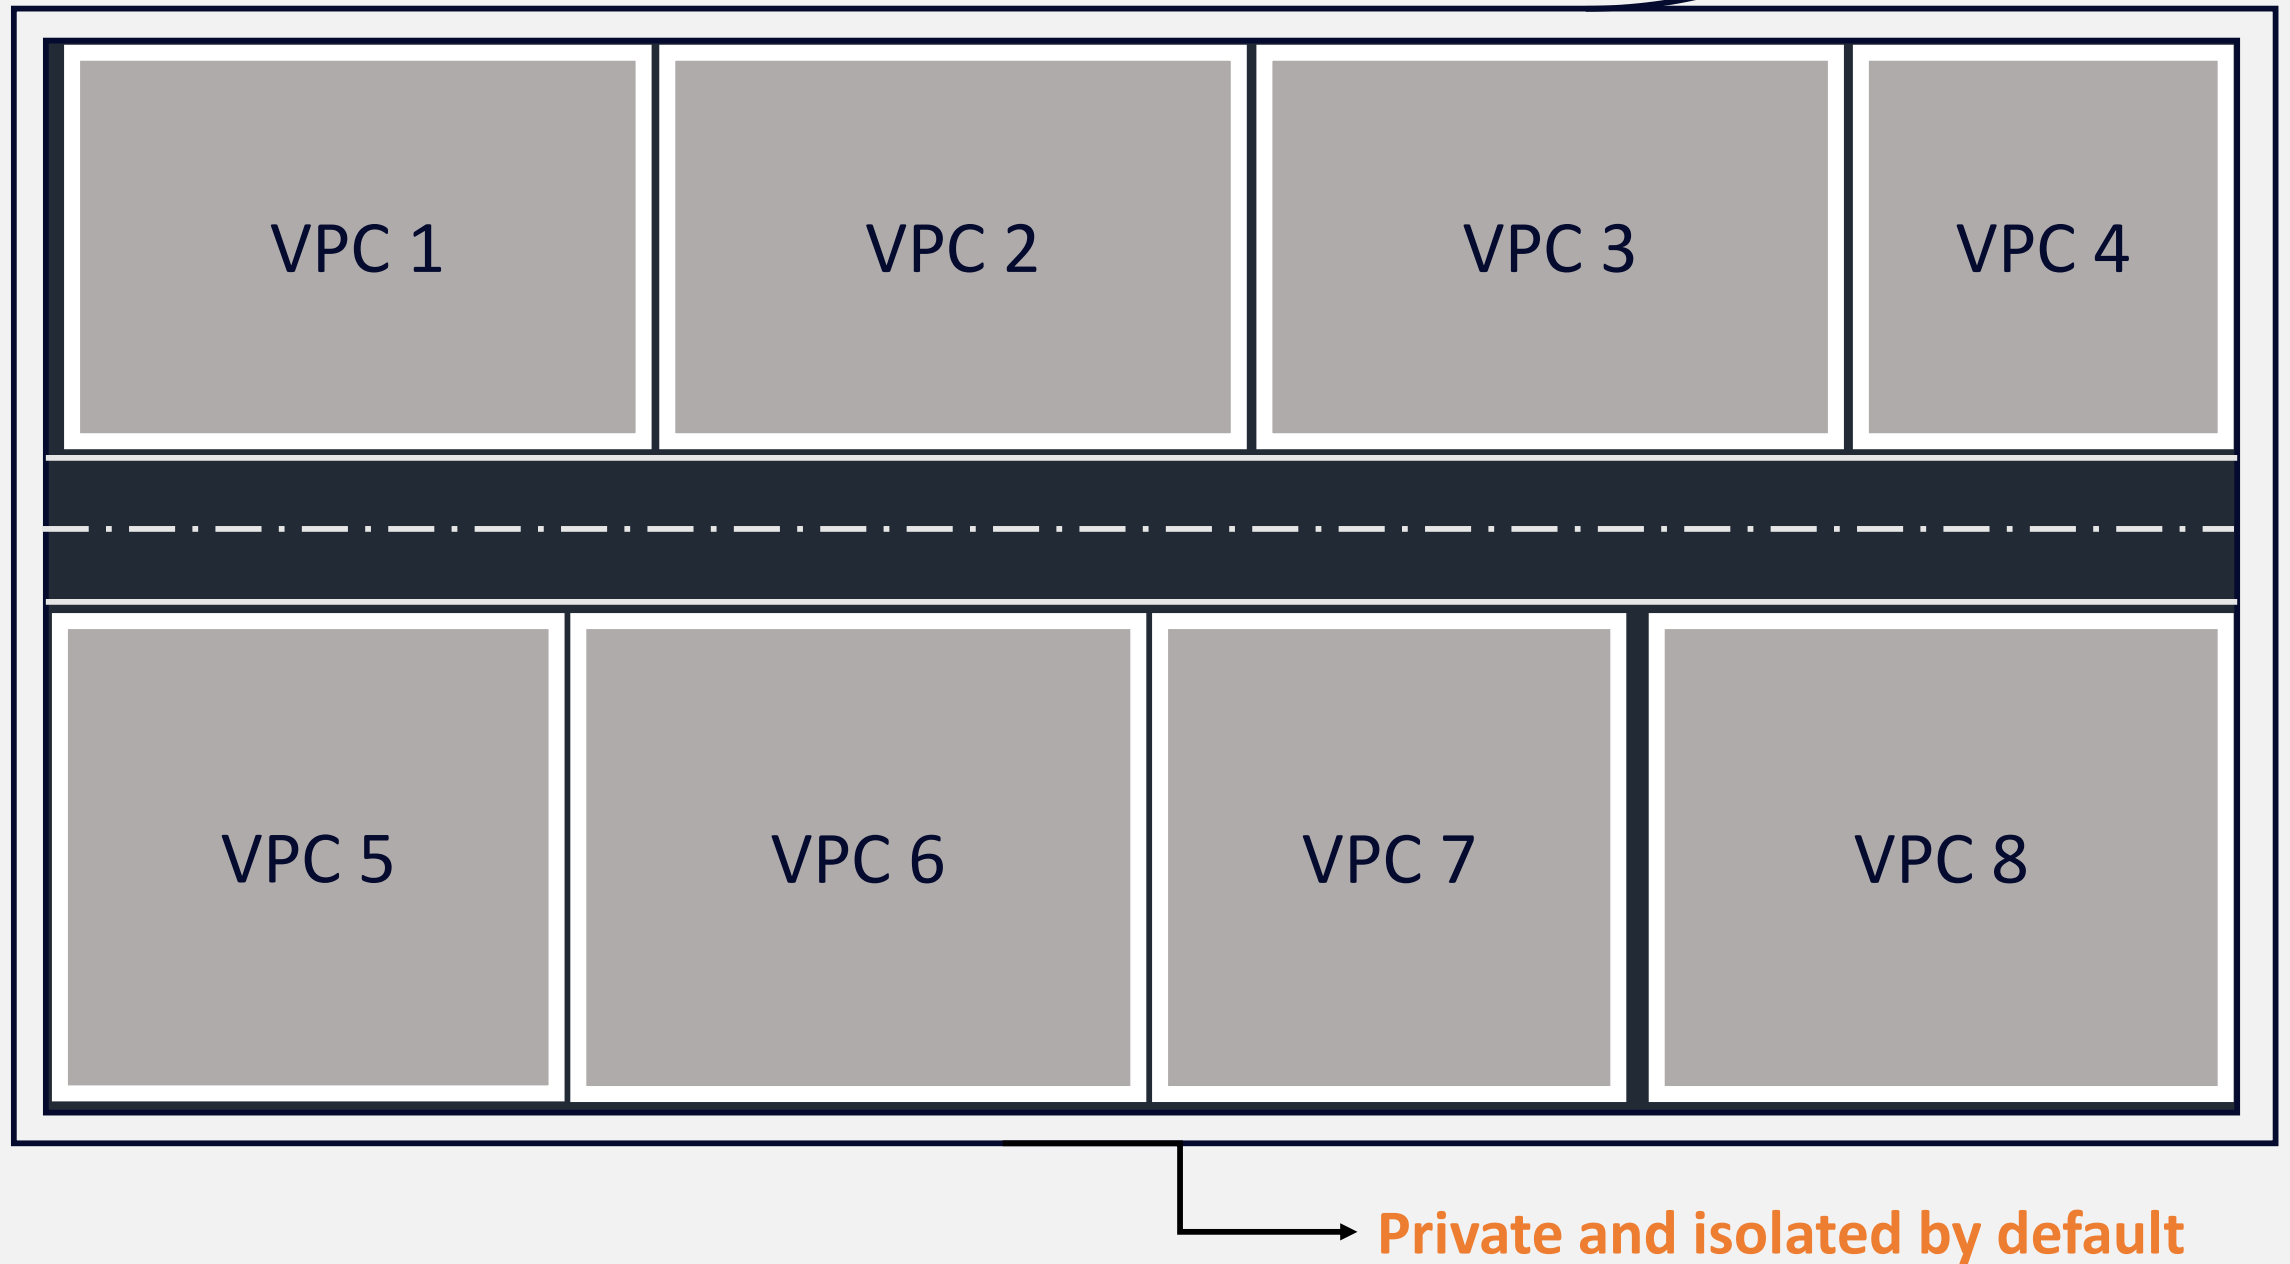 VPC 1
VPC 2
VPC 3
VPC 4
VPC 5
VPC 6
VPC 7
VPC 8
Private and isolated by default